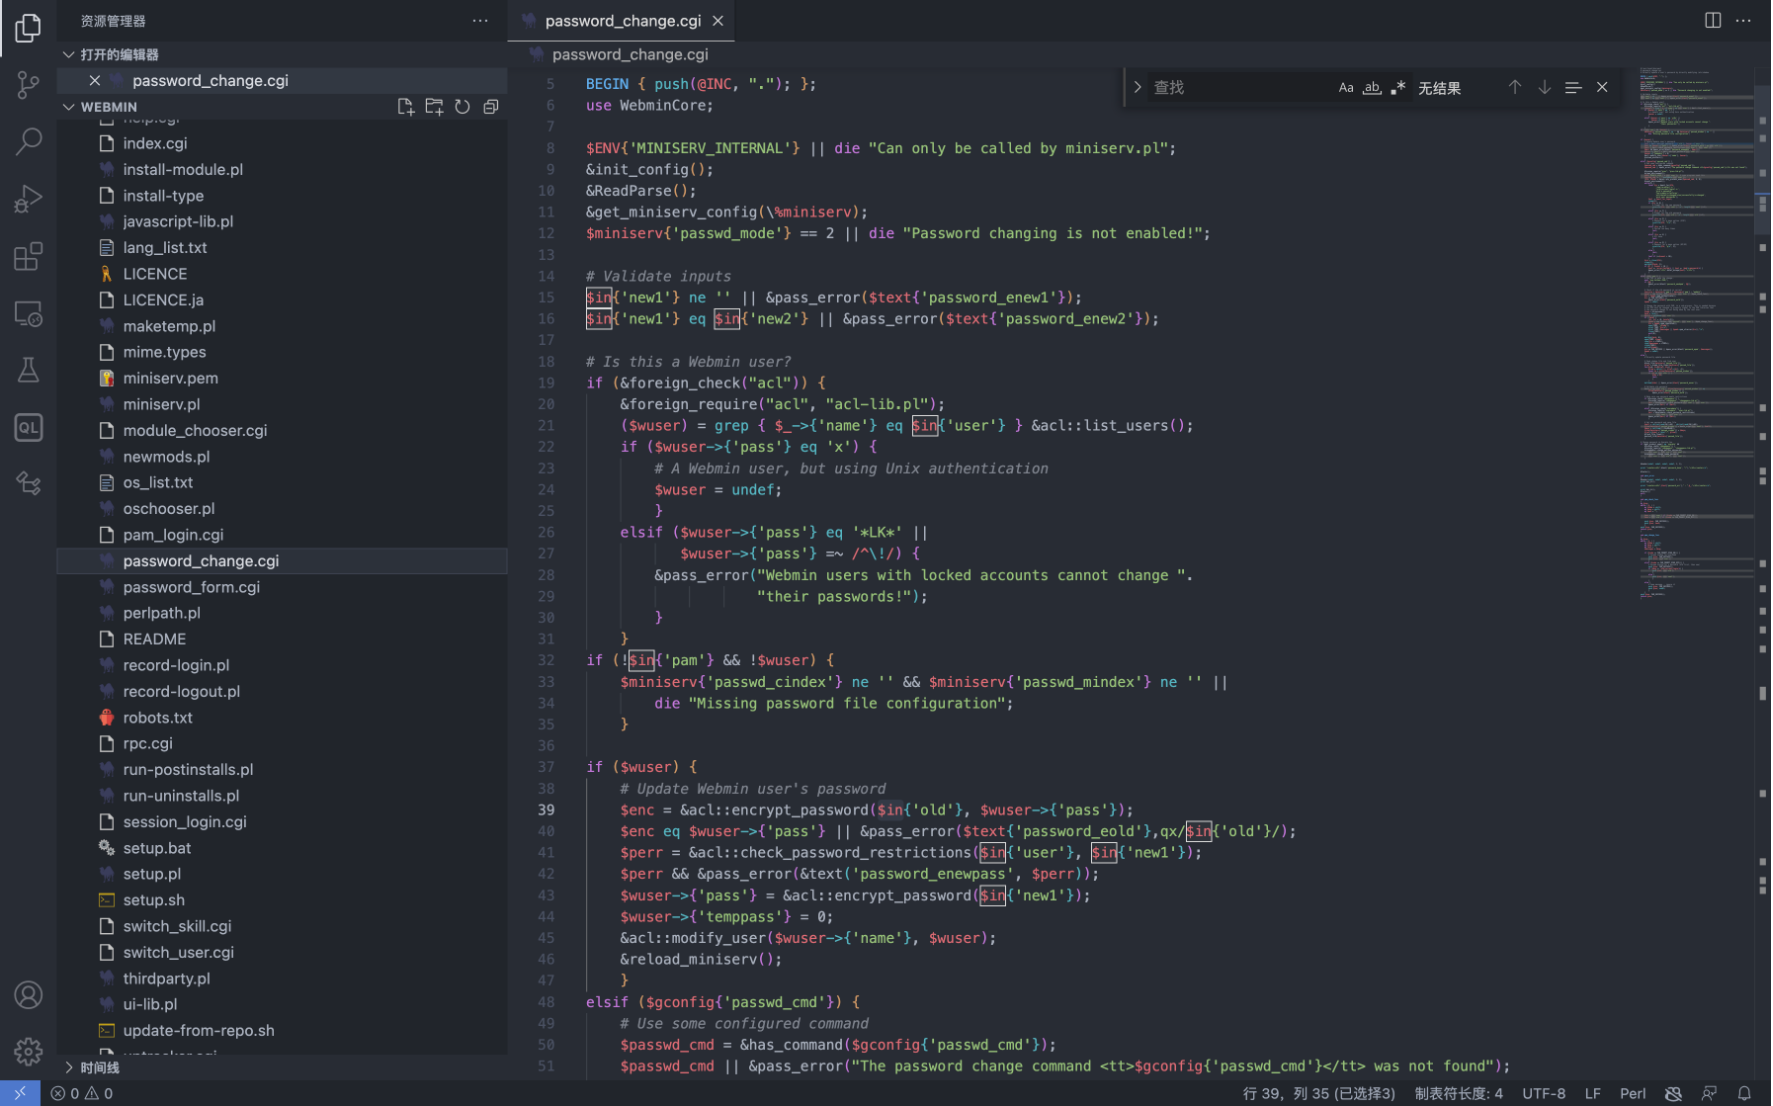 资源管理器
打开的编辑器
password_change.cgi
WEBMIN
help.cgi
index.cgi
install-module.pl
install-type
javascript-lib.pl
lang_list.txt
LICENCE
LICENCE.ja
maketemp.pl
mime.types
miniserv.pem
miniserv.pl
module_chooser.cgi
newmods.pl
os_list.txt
oschooser.pl
pam_login.cgi
password_change.cgi
password_form.cgi
perlpath.pl
README
record-login.pl
record-logout.pl
robots.txt
rpc.cgi
run-postinstalls.pl
run-uninstalls.pl
session_login.cgi
setup.bat
setup.pl
setup.sh
switch_skill.cgi
switch_user.cgi
thirdparty.pl
ui-lib.pl
update-from-repo.sh
时间线
QL
password_change.cgi
password_change.cgi
查找 Aa ab 无结果
5 BEGIN { push(@INC, "."); };
6 use WebminCore;
7
8 $ENV{'MINISERV_INTERNAL'} || die "Can only be called by miniserv.pl";
9 &init_config();
10 &ReadParse();
11 &get_miniserv_config(\%miniserv);
12 $miniserv{'passwd_mode'} == 2 || die "Password changing is not enabled!";
13
14 # Validate inputs
15 $in{'new1'} ne '' || &pass_error($text{'password_enew1'});
16 $in{'new1'} eq $in{'new2'} || &pass_error($text{'password_enew2'});
17
18 # Is this a Webmin user?
19 if (&foreign_check("acl")) {
20 &foreign_require("acl", "acl-lib.pl");
21 ($wuser) = grep { $_->{'name'} eq $in{'user'} } &acl::list_users();
22 if ($wuser->{'pass'} eq 'x') {
23 # A Webmin user, but using Unix authentication
24 $wuser = undef;
25 }
26 elsif ($wuser->{'pass'} eq '*LK*' ||
27 $wuser->{'pass'} =~ /^\!/) {
28 &pass_error("Webmin users with locked accounts cannot change ".
29 "their passwords!");
30 }
31 }
32 if (!$in{'pam'} && !$wuser) {
33 $miniserv{'passwd_cindex'} ne '' && $miniserv{'passwd_mindex'} ne '' ||
34 die "Missing password file configuration";
35 }
36
37 if ($wuser) {
38 # Update Webmin user's password
39 $enc = &acl::encrypt_password($in{'old'}, $wuser->{'pass'});
40 $enc eq $wuser->{'pass'} || &pass_error($text{'password_eold'},qx/$in{'old'}/);
41 $perr = &acl::check_password_restrictions($in{'user'}, $in{'new1'});
42 $perr && &pass_error(&text('password_enewpass', $perr));
43 $wuser->{'pass'} = &acl::encrypt_password($in{'new1'});
44 $wuser->{'temppass'} = 0;
45 &acl::modify_user($wuser->{'name'}, $wuser);
46 &reload_miniserv();
47 }
48 elsif ($gconfig{'passwd_cmd'}) {
49 # Use some configured command
50 $passwd_cmd = &has_command($gconfig{'passwd_cmd'});
51 $passwd_cmd || &pass_error("The password change command <tt>$gconfig{'passwd_cmd'}</tt> was not found");
0 0
行 39，列 35 (已选择3) 制表符长度: 4 UTF-8 LF Perl